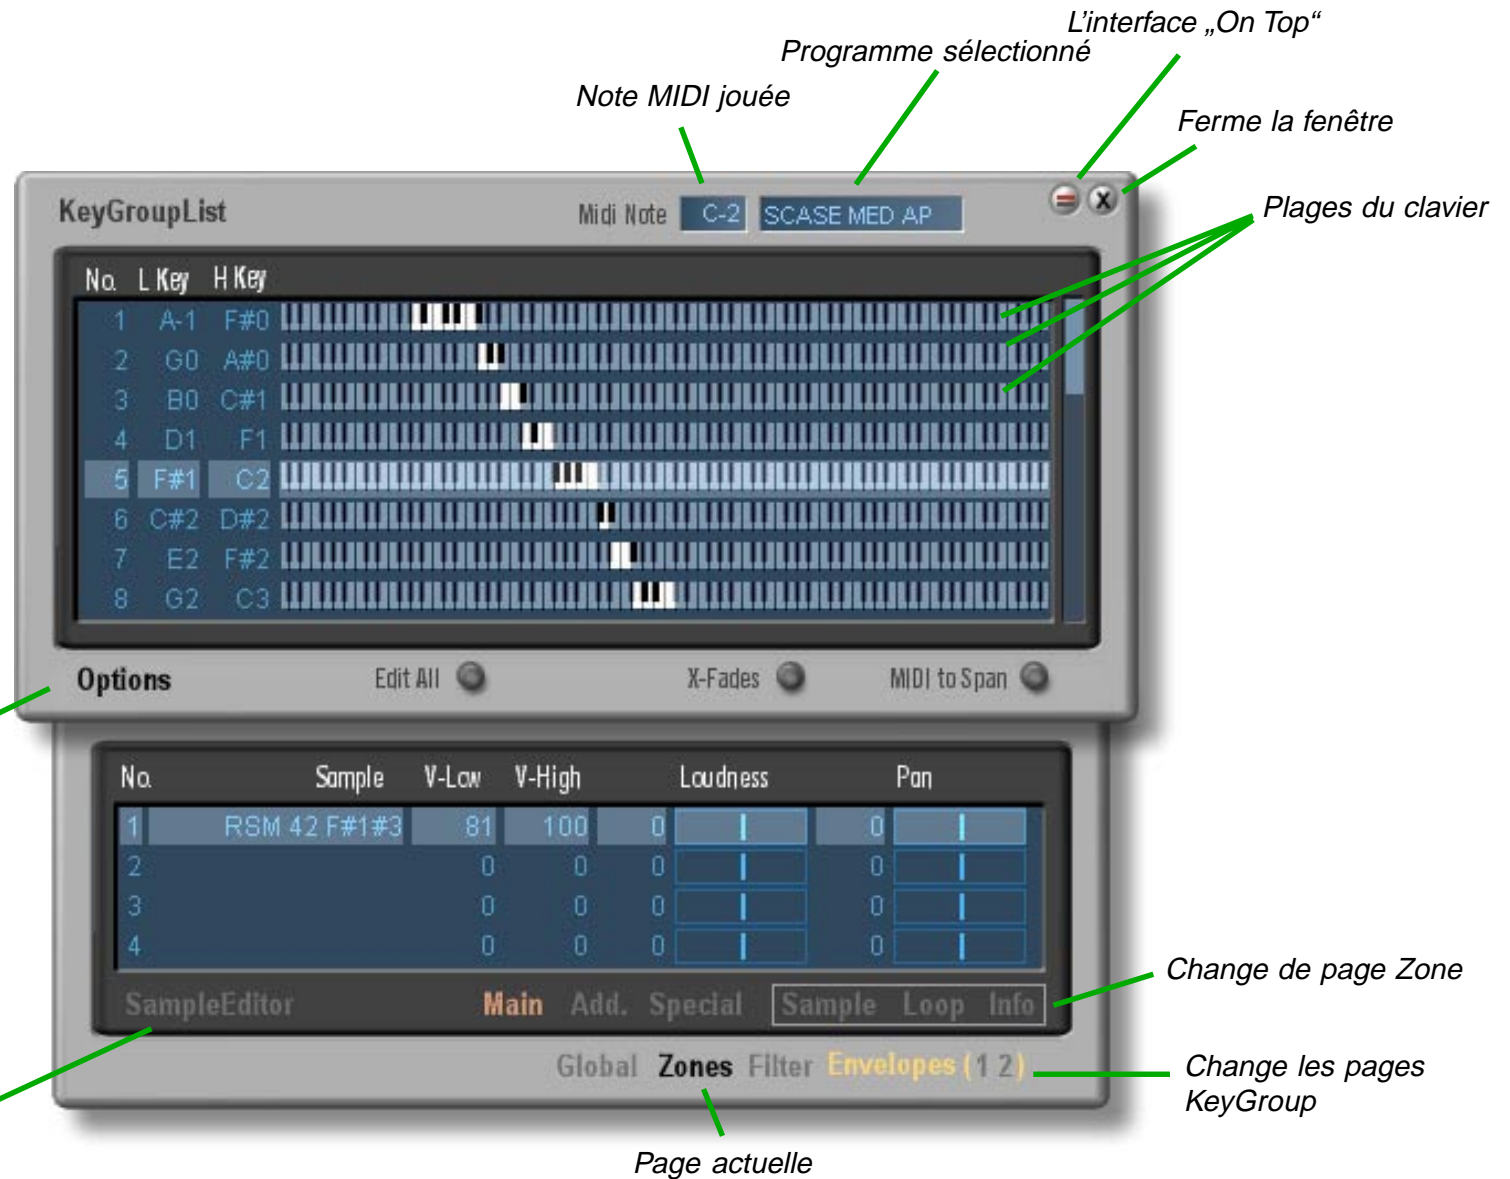 L'interface „On Top“
Programme sélectionné
Note MIDI jouée
Ferme la fenêtre
KeyGroupList
Midi Note C-2 SCASE MED AP
X
Plages du clavier
No. L Key H Key
1 A-1 F#0
2 G0 A#0
3 B0 C#1
4 D1 F1
5 F#1 C2
6 C#2 D#2
7 E2 F#2
8 G2 C3
Options Edit All X-Fades MIDI to Span
No. Sample V-Low V-High Loudness Pan
1 RSM 42 F#1#3 81 100 0 0
2 0 0 0 0
3 0 0 0 0
4 0 0 0 0
Change de page Zone
SampleEditor Main Add. Special Sample Loop Info
Global Zones Filter Envelopes (1 2)
Change les pages
KeyGroup
Page actuelle